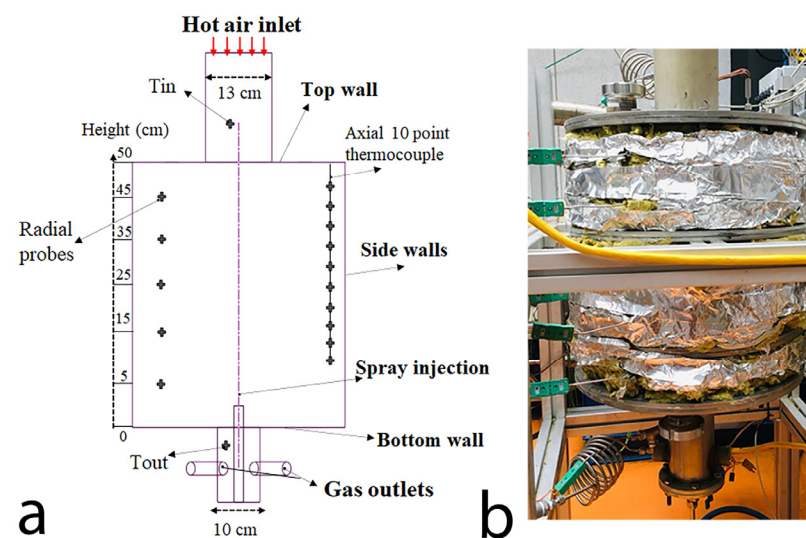 Hot air inlet
Tin
13 cm
Top wall
Height (cm)
Axial 10 point
thermocouple
50
45
Radial
probes
35
Side walls
25
15
Spray injection
5
0
Bottom wall
Tout
Gas outlets
10 cm
a
b